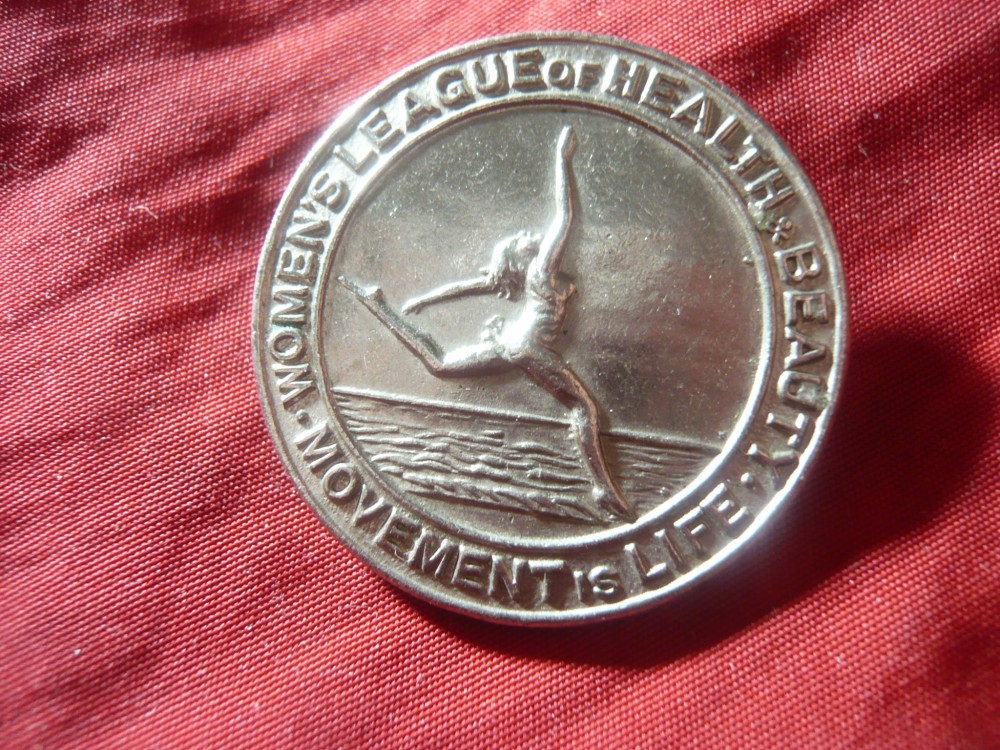 WOMEN'S LEAGUE OF HEALTH & BEAUTY
MOVEMENT IS LIFE